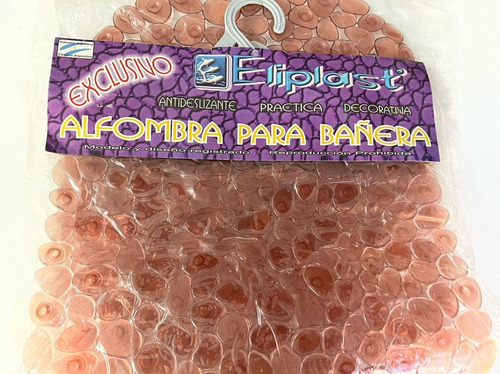 EXCLUSIVO
Eliplast
ANTIDESLIZANTE PRACTICA DECORATIVA
ALFOMBRA PARA BAÑERA
Modelo y diseño registrado Reproducción Prohibida